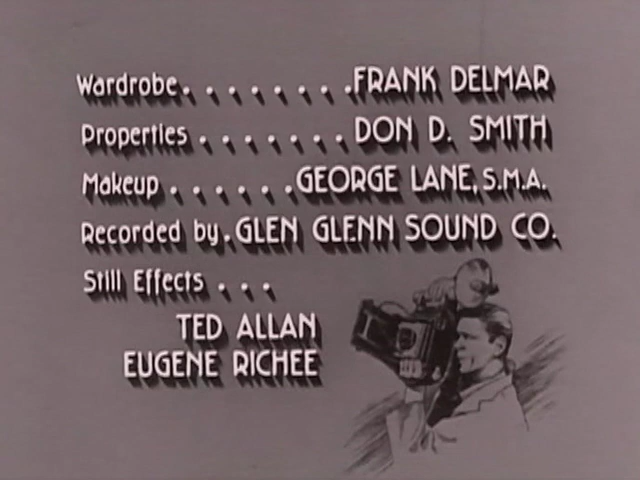 Wardrobe........FRANK DELMAR
Properties.......DON D. SMITH
Makeup......GEORGE LANE, S.M.A.
Recorded by.GLEN GLENN SOUND CO.
Still Effects...
TED ALLAN
EUGENE RICHEE